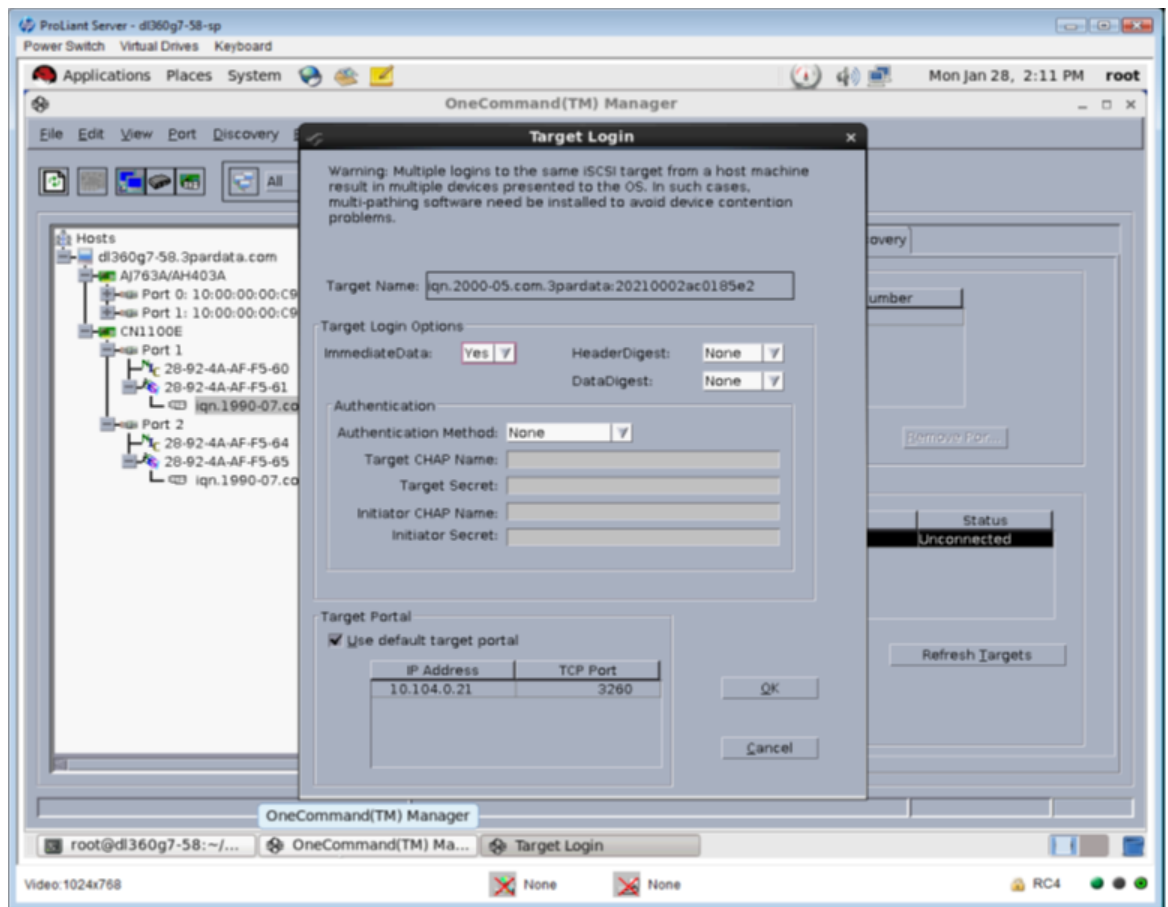 ProLiant Server - dl360g7-58-sp
Power Switch Virtual Drives Keyboard
Applications Places System Mon Jan 28, 2:11 PM root
OneCommand(TM) Manager
File Edit View Port Discovery
Target Login
All
Warning: Multiple logins to the same iSCSI target from a host machine
result in multiple devices presented to the OS. In such cases,
multi-pathing software need be installed to avoid device contention
problems.
Hosts
dl360g7-58.3pardata.com
AJ763A/AH403A
Port 0: 10:00:00:00:C9
Port 1: 10:00:00:00:C9
CN1100E
Port 1
28-92-4A-AF-F5-60
28-92-4A-AF-F5-61
iqn.1990-07.co
Port 2
28-92-4A-AF-F5-64
28-92-4A-AF-F5-65
iqn.1990-07.co
Target Name: iqn.2000-05.com.3pardata:20210002ac0185e2
Target Login Options
ImmediateData: Yes HeaderDigest: None
DataDigest: None
Authentication
Authentication Method: None
Target CHAP Name:
Target Secret:
Initiator CHAP Name:
Initiator Secret:
Target Portal
Use default target portal
IP Address TCP Port
10.104.0.21 3260
OK
Cancel
overy
umber
Remove Por...
Status
Unconnected
Refresh Targets
OneCommand(TM) Manager
root@dl360g7-58:~/... OneCommand(TM) Ma... Target Login
Video:1024x768 None None RC4